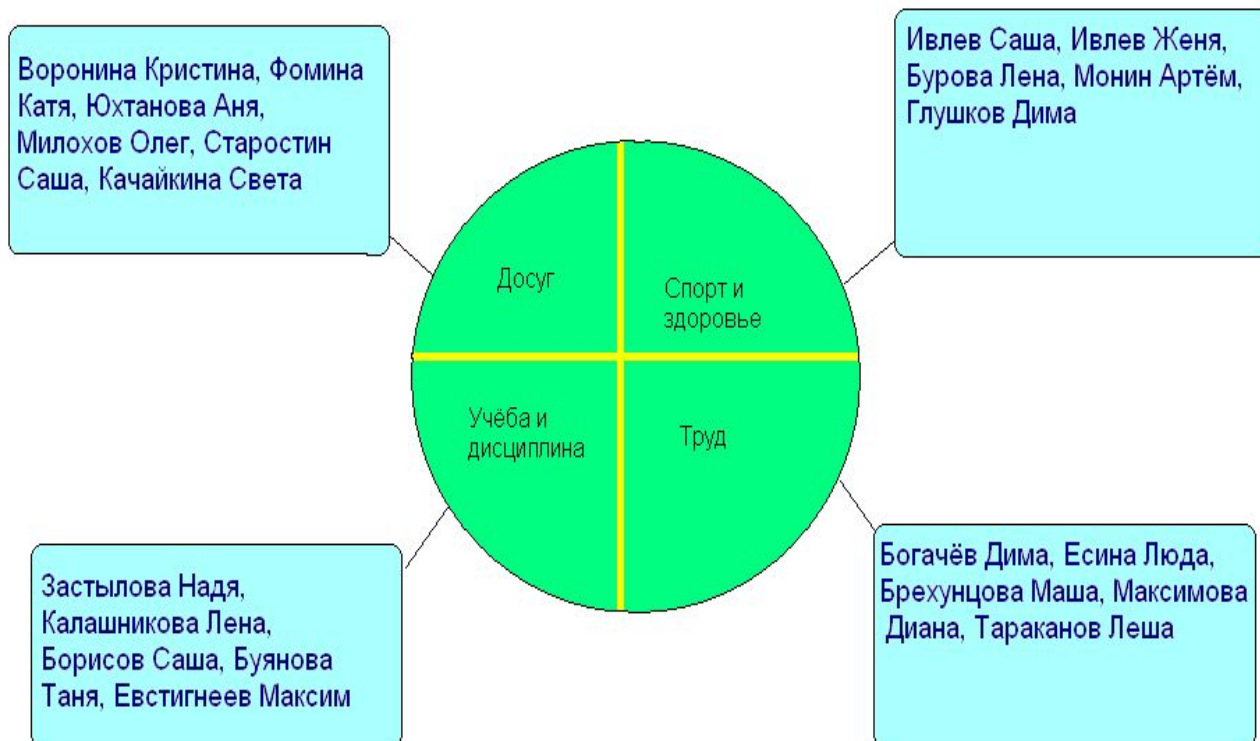 Воронина Кристина, Фомина
Катя, Юхтанова Аня,
Милохов Олег, Старостин
Саша, Качайкина Света
Ивлев Саша, Ивлев Женя,
Бурова Лена, Монин Артём,
Глушков Дима
Досуг
Спорт и
здоровье
Учёба и
дисциплина
Труд
Застылова Надя,
Калашникова Лена,
Борисов Саша, Буянова
Таня, Евстигнеев Максим
Богачёв Дима, Есина Люда,
Брехунцова Маша, Максимова
Диана, Тараканов Леша